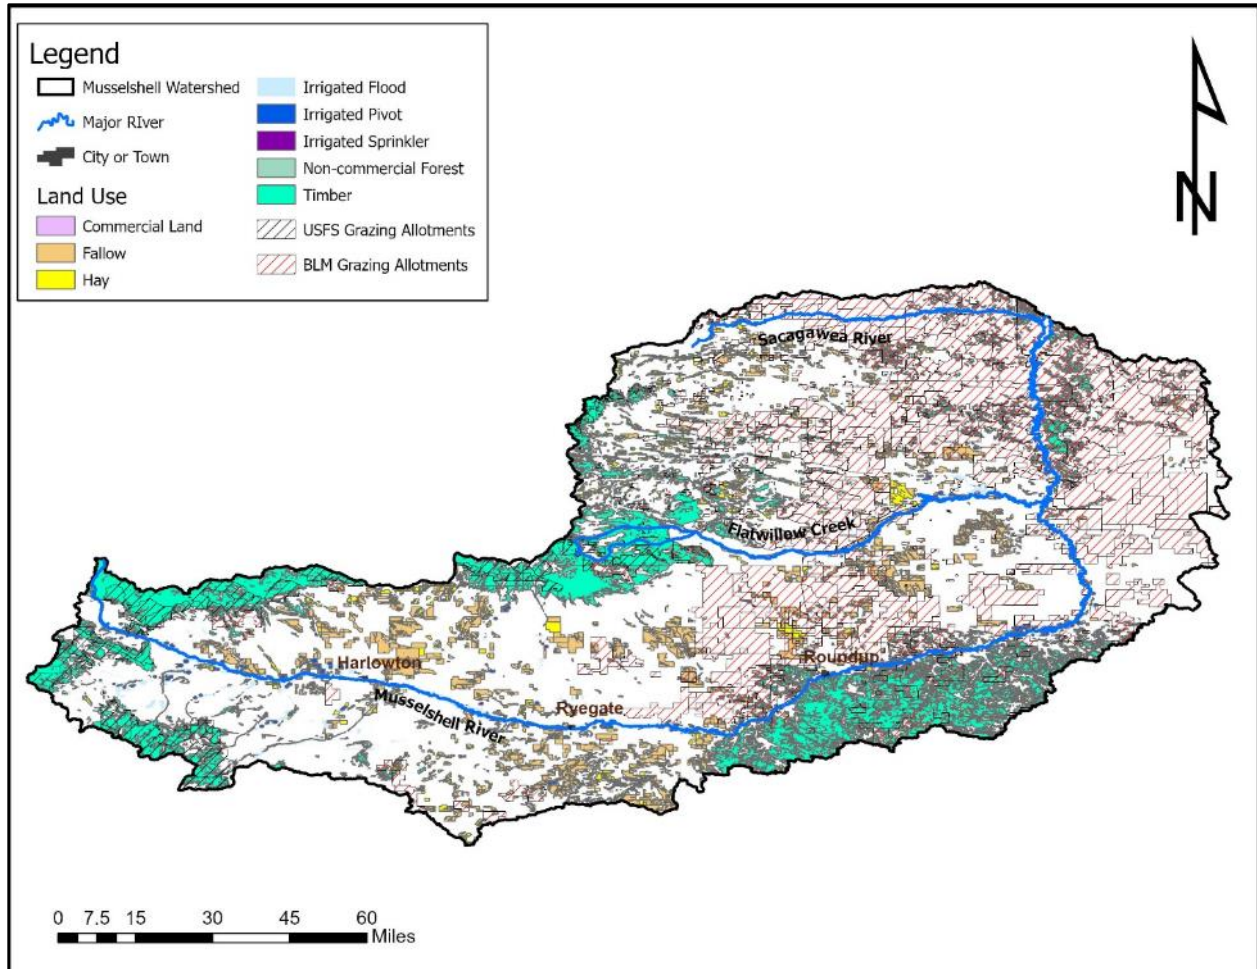 Legend
Musselshell Watershed
Major RIver
City or Town
Land Use
Commercial Land
Fallow
Hay
Irrigated Flood
Irrigated Pivot
Irrigated Sprinkler
Non-commercial Forest
Timber
USFS Grazing Allotments
BLM Grazing Allotments
N
Sacagawea River
Flatwillow Creek
Harlowton
Roundup
Ryegate
Musselshell River
0 7.5 15 30 45 60
Miles